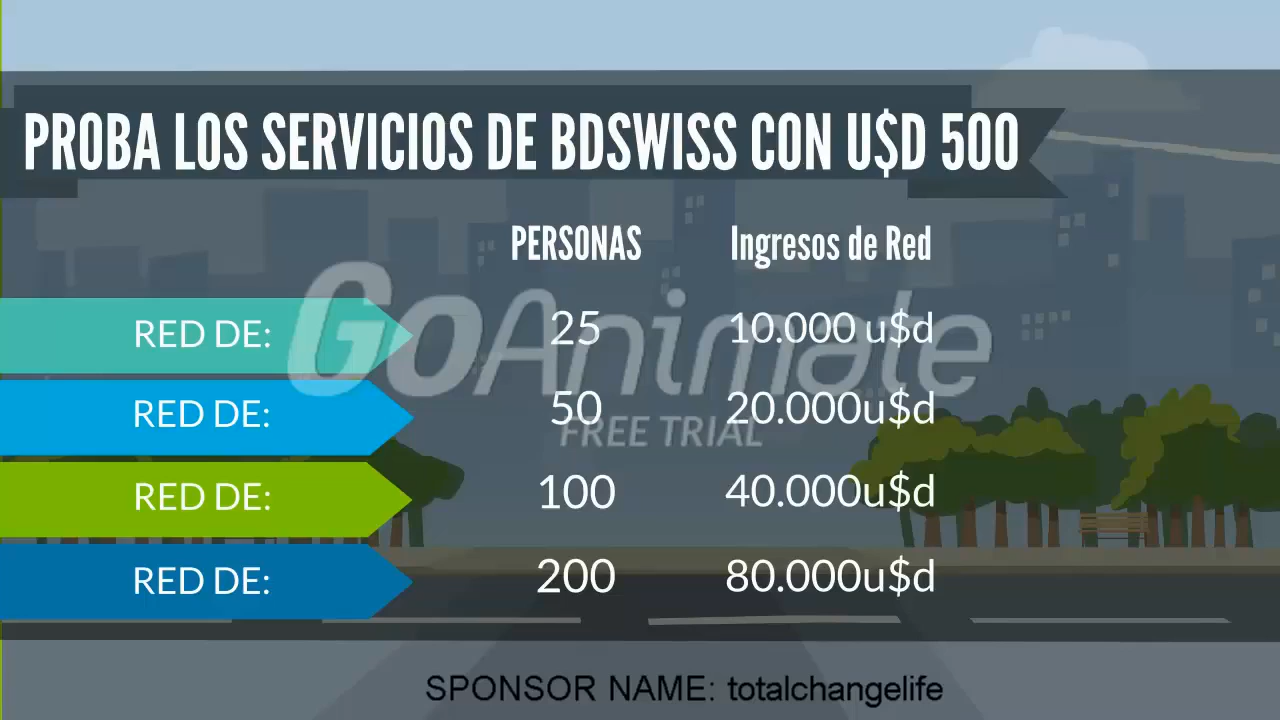 PROBA LOS SERVICIOS DE BDSWISS CON U$D 500
PERSONAS Ingresos de Red
RED DE: 25 10.000 u$d
RED DE: 50 20.000u$d
RED DE: 100 40.000u$d
RED DE: 200 80.000u$d
GoAnimate
FREE TRIAL
SPONSOR NAME: totalchangelife